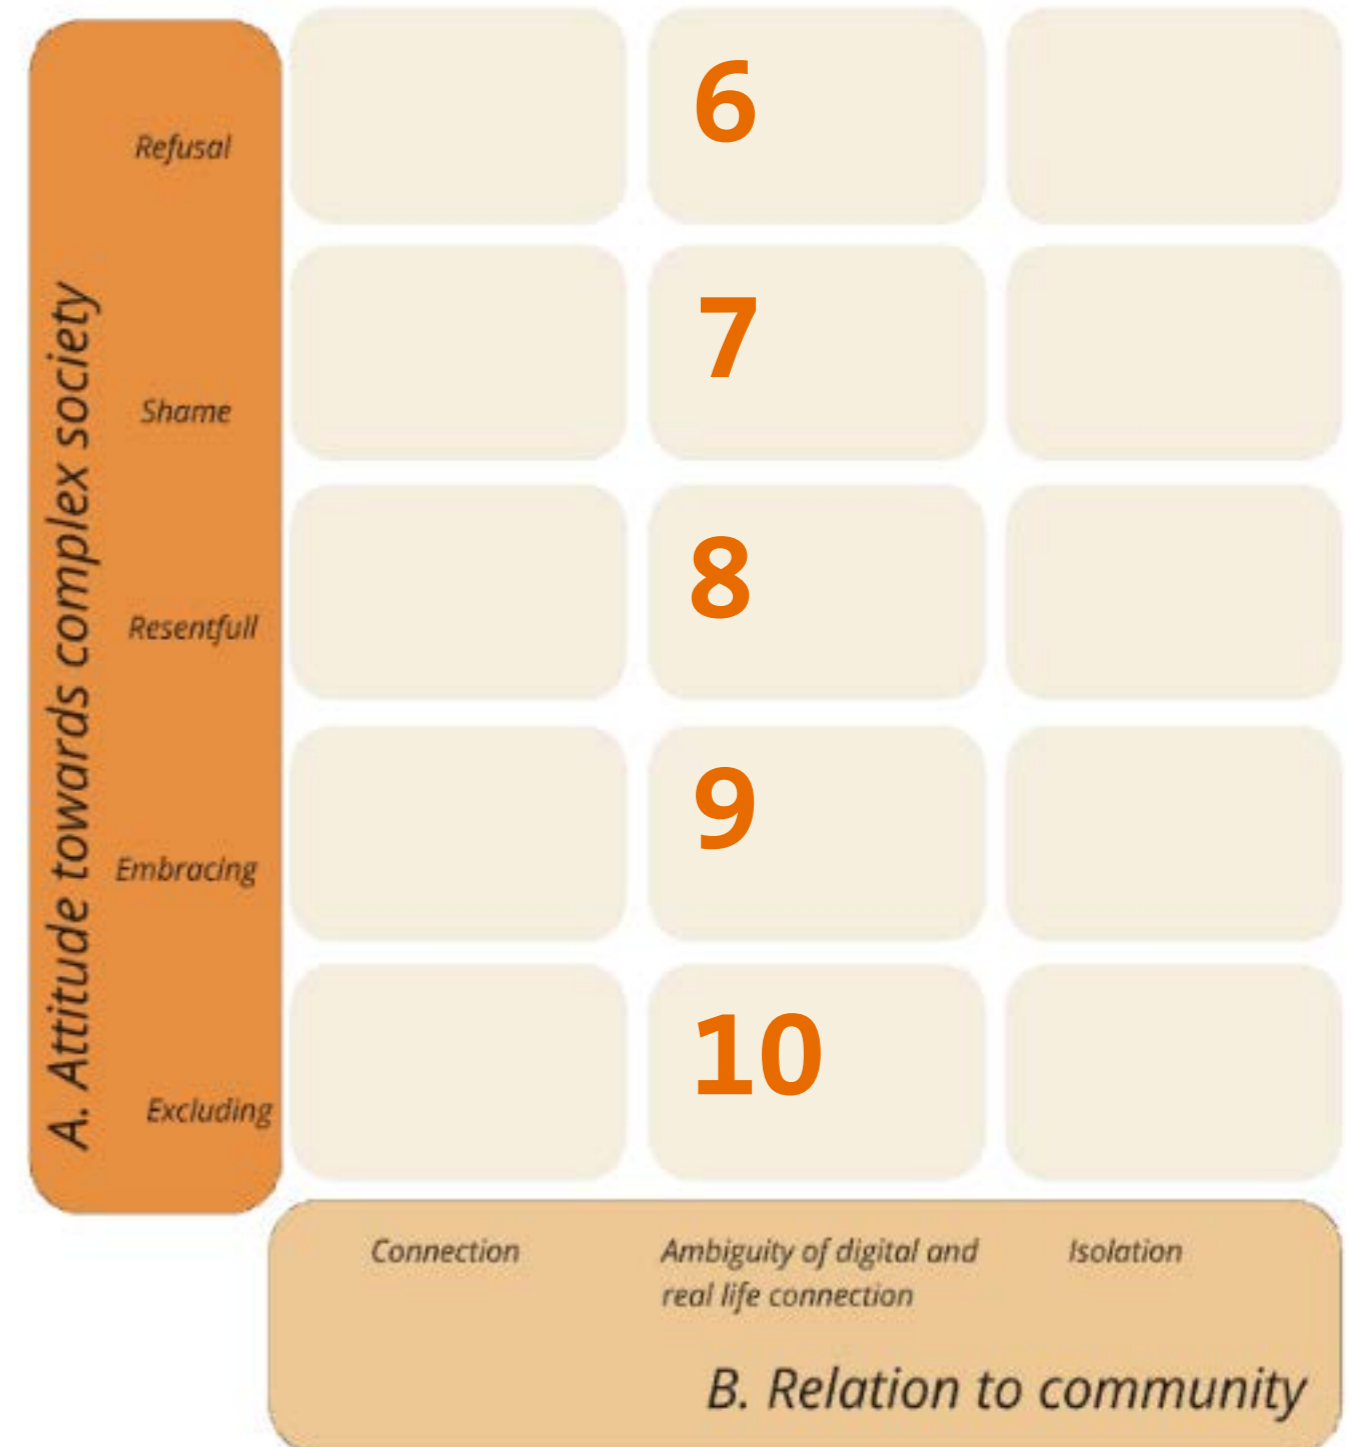 A. Attitude towards complex society
Refusal
6
Shame
7
Resentfull
8
Embracing
9
Excluding
10
Connection
Ambiguity of digital and
real life connection
Isolation
B. Relation to community